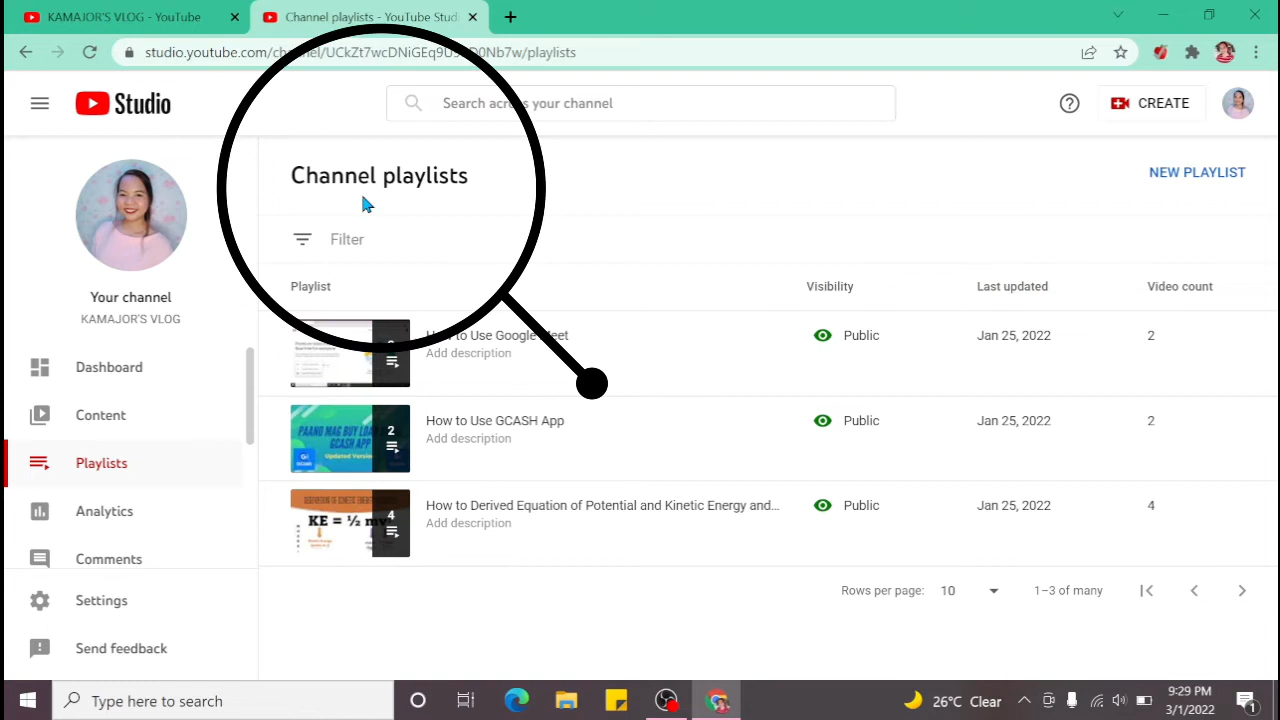 KAMAJOR'S VLOG - YouTube
Channel playlists - YouTube Stud
studio.youtube.com/channel/UCkZt7wcDNiGEq9U D0Nb7w/playlists
Studio
Search across your channel
CREATE
Channel playlists
NEW PLAYLIST
Filter
Your channel
KAMAJOR'S VLOG
Playlist
Visibility
Last updated
Video count
How to Use Google Meet
Add description
Public
Jan 25, 2022
2
Dashboard
Content
2
PAANO MAG BUY LOAD
GCASH APP
Updated Version
How to Use GCASH App
Add description
Public
Jan 25, 2022
2
Playlists
Analytics
4
KE = ½ mv²
How to Derived Equation of Potential and Kinetic Energy and...
Add description
Public
Jan 25, 2022
4
Comments
Settings
Send feedback
Rows per page:
10
1–3 of many
Type here to search
26°C Clear
9:29 PM
3/1/2022
1